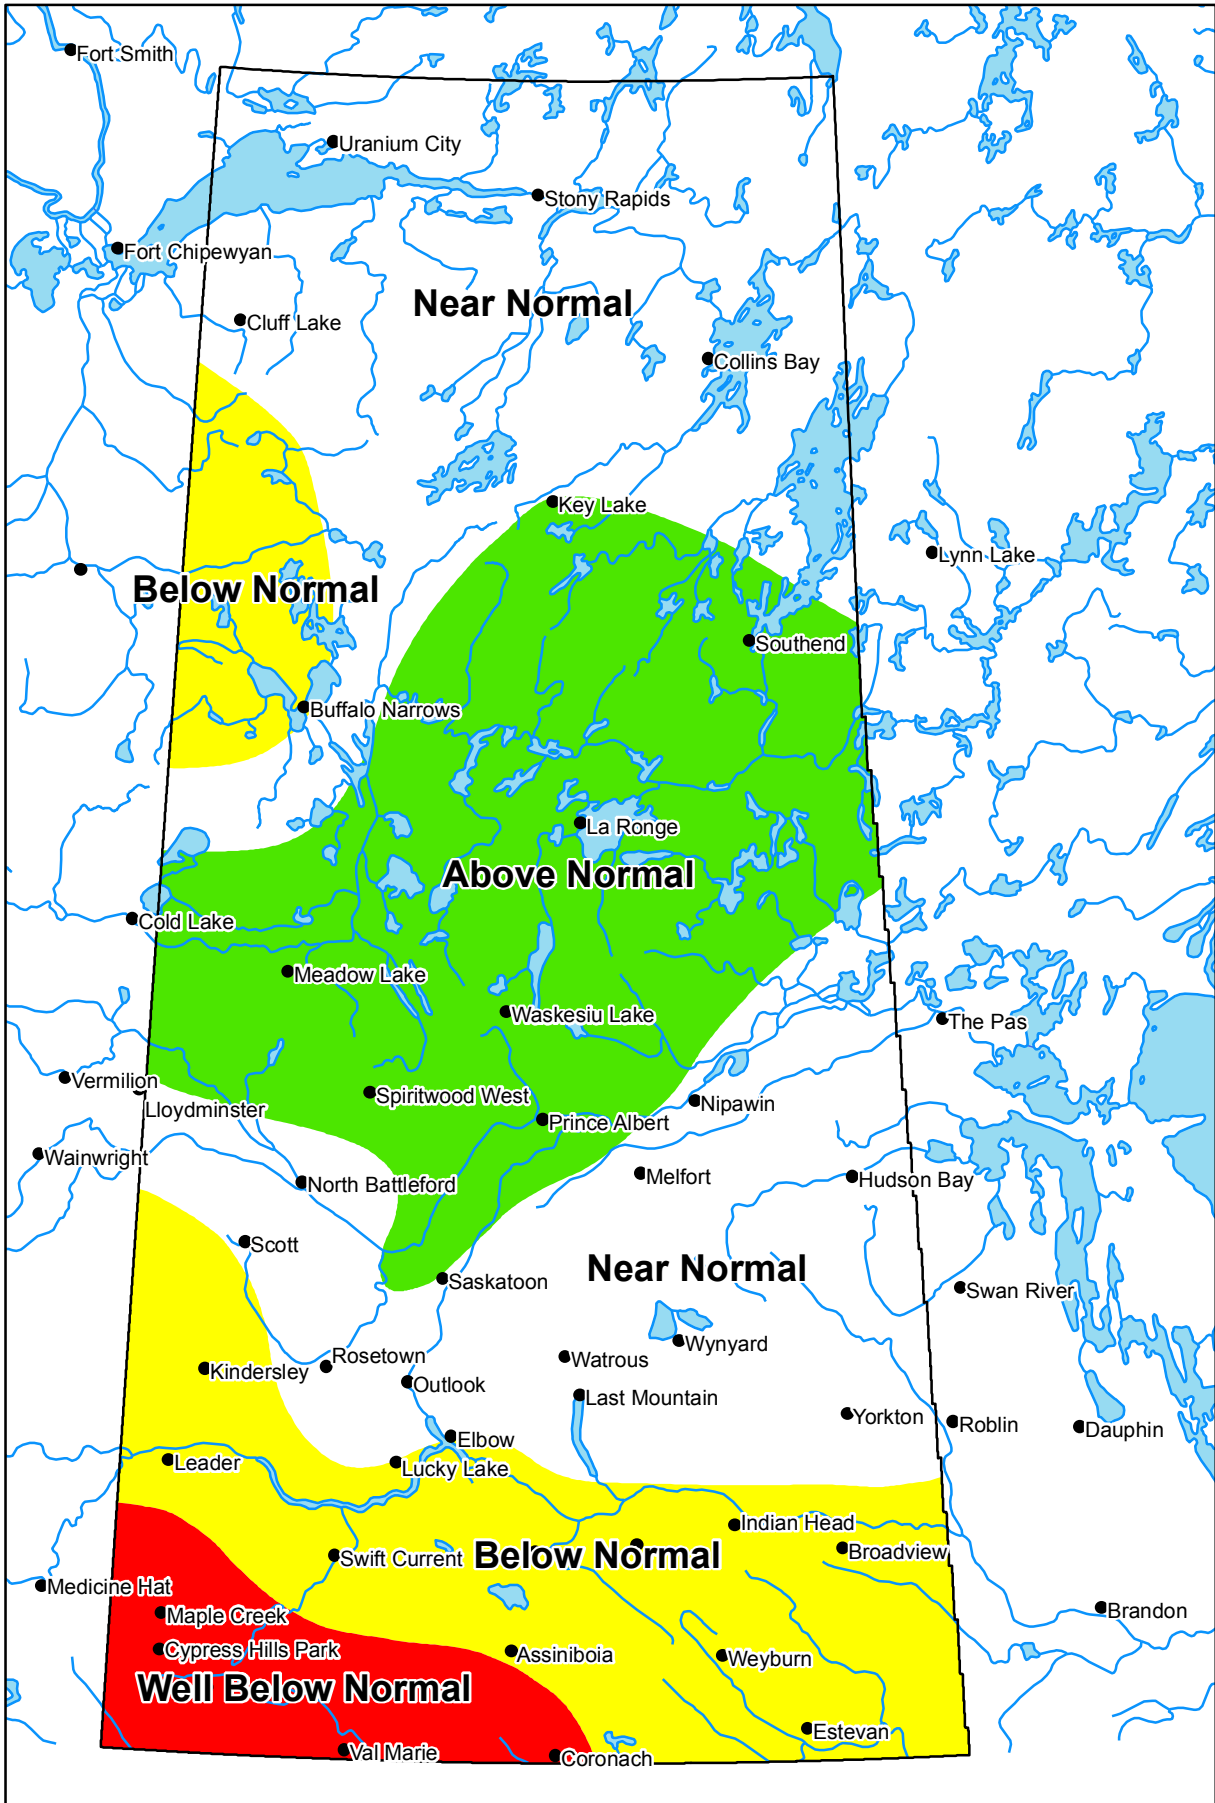 Fort Smith
Uranium City
Stony Rapids
Fort Chipewyan
Near Normal
Cluff Lake
Collins Bay
Key Lake
Lynn Lake
Below Normal
Southend
Buffalo Narrows
La Ronge
Above Normal
Cold Lake
Meadow Lake
Waskesiu Lake
The Pas
Vermilion
Spiritwood West
Nipawin
Lloydminster
Prince Albert
Wainwright
Melfort
Hudson Bay
North Battleford
Scott
Near Normal
Saskatoon
Swan River
Wynyard
Rosetown
Watrous
Kindersley
Outlook
Last Mountain
Yorkton
Roblin
Dauphin
Elbow
Leader
Lucky Lake
Indian Head
Broadview
Swift Current
Below Normal
Medicine Hat
Brandon
Maple Creek
Cypress Hills Park
Assiniboia
Weyburn
Well Below Normal
Estevan
Val Marie
Coronach